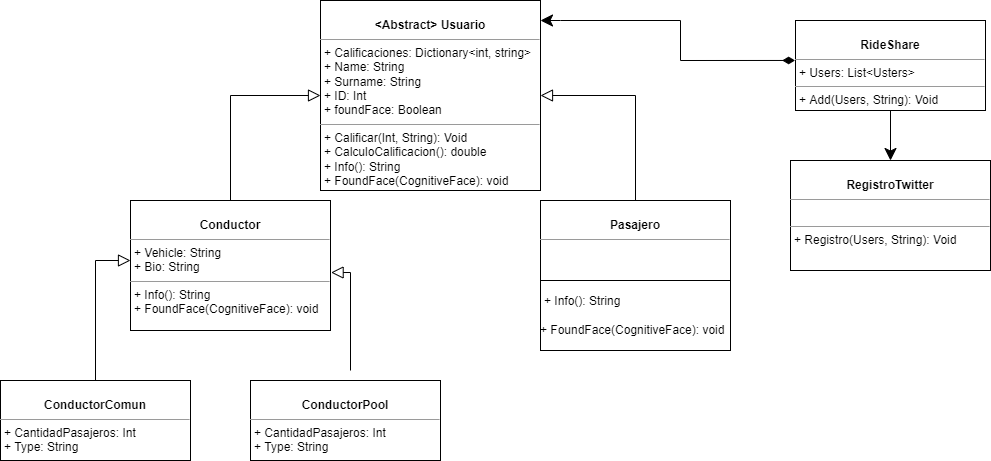 <Abstract> Usuario
+ Calificaciones: Dictionary<int, string>
+ Name: String
+ Surname: String
+ ID: Int
+ foundFace: Boolean
+ Calificar(Int, String): Void
+ CalculoCalificacion(): double
+ Info(): String
+ FoundFace(CognitiveFace): void
RideShare
+ Users: List<Usters>
+ Add(Users, String): Void
RegistroTwitter
+ Registro(Users, String): Void
Conductor
+ Vehicle: String
+ Bio: String
+ Info(): String
+ FoundFace(CognitiveFace): void
Pasajero
+ Info(): String
+ FoundFace(CognitiveFace): void
ConductorComun
+ CantidadPasajeros: Int
+ Type: String
ConductorPool
+ CantidadPasajeros: Int
+ Type: String